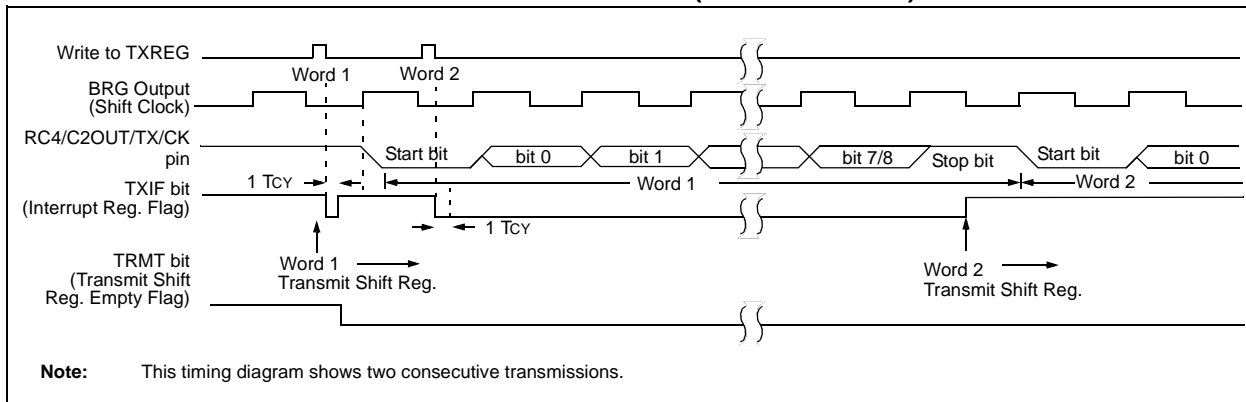 Write to TXREG
Word 1
Word 2
BRG Output
(Shift Clock)
RC4/C2OUT/TX/CK
pin
Start bit
bit 0
bit 1
bit 7/8
Stop bit
Start bit
bit 0
1 TCY
Word 1
Word 2
TXIF bit
(Interrupt Reg. Flag)
1 TCY
TRMT bit
(Transmit Shift
Reg. Empty Flag)
Word 1
Transmit Shift Reg.
Word 2
Transmit Shift Reg.
Note: This timing diagram shows two consecutive transmissions.